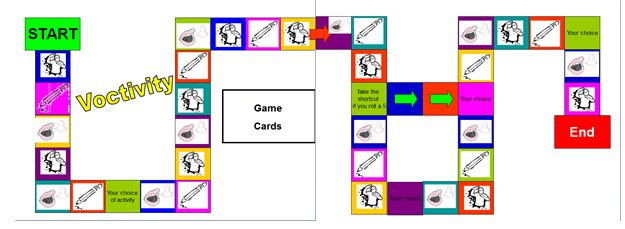 START
Voctivity
Game
Cards
Your choice
of activity
Take the
shortcut
if you roll a 5
Your choice
Your choice
Your choice
End